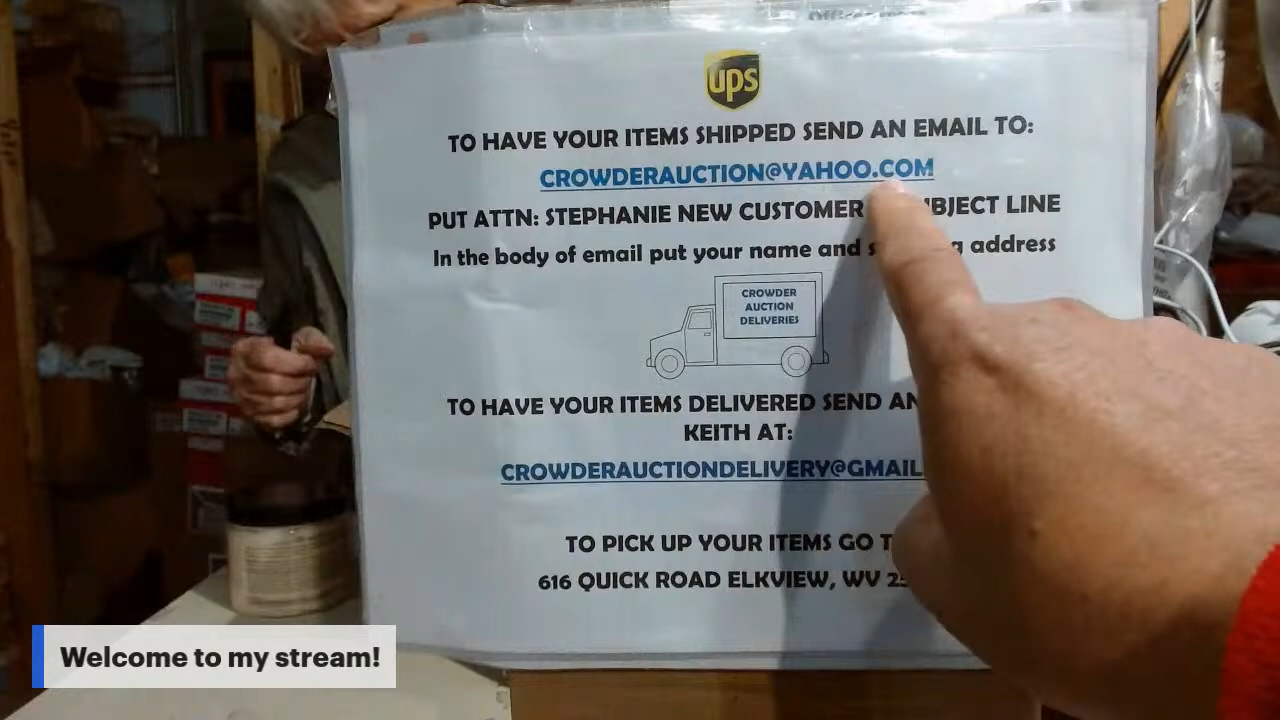 ups
TO HAVE YOUR ITEMS SHIPPED SEND AN EMAIL TO:
CROWDERAUCTION@YAHOO.COM
PUT ATTN: STEPHANIE NEW CUSTOMER LINE
In the body of email put your name and address
CROWDER
AUCTION
DELIVERIES
TO HAVE YOUR ITEMS DELIVERED SEND AN
KEITH AT:
CROWDERAUCTIONDELIVERY@GMAIL
TO PICK UP YOUR ITEMS GO
616 QUICK ROAD ELKVIEW, WV
Welcome to my stream!